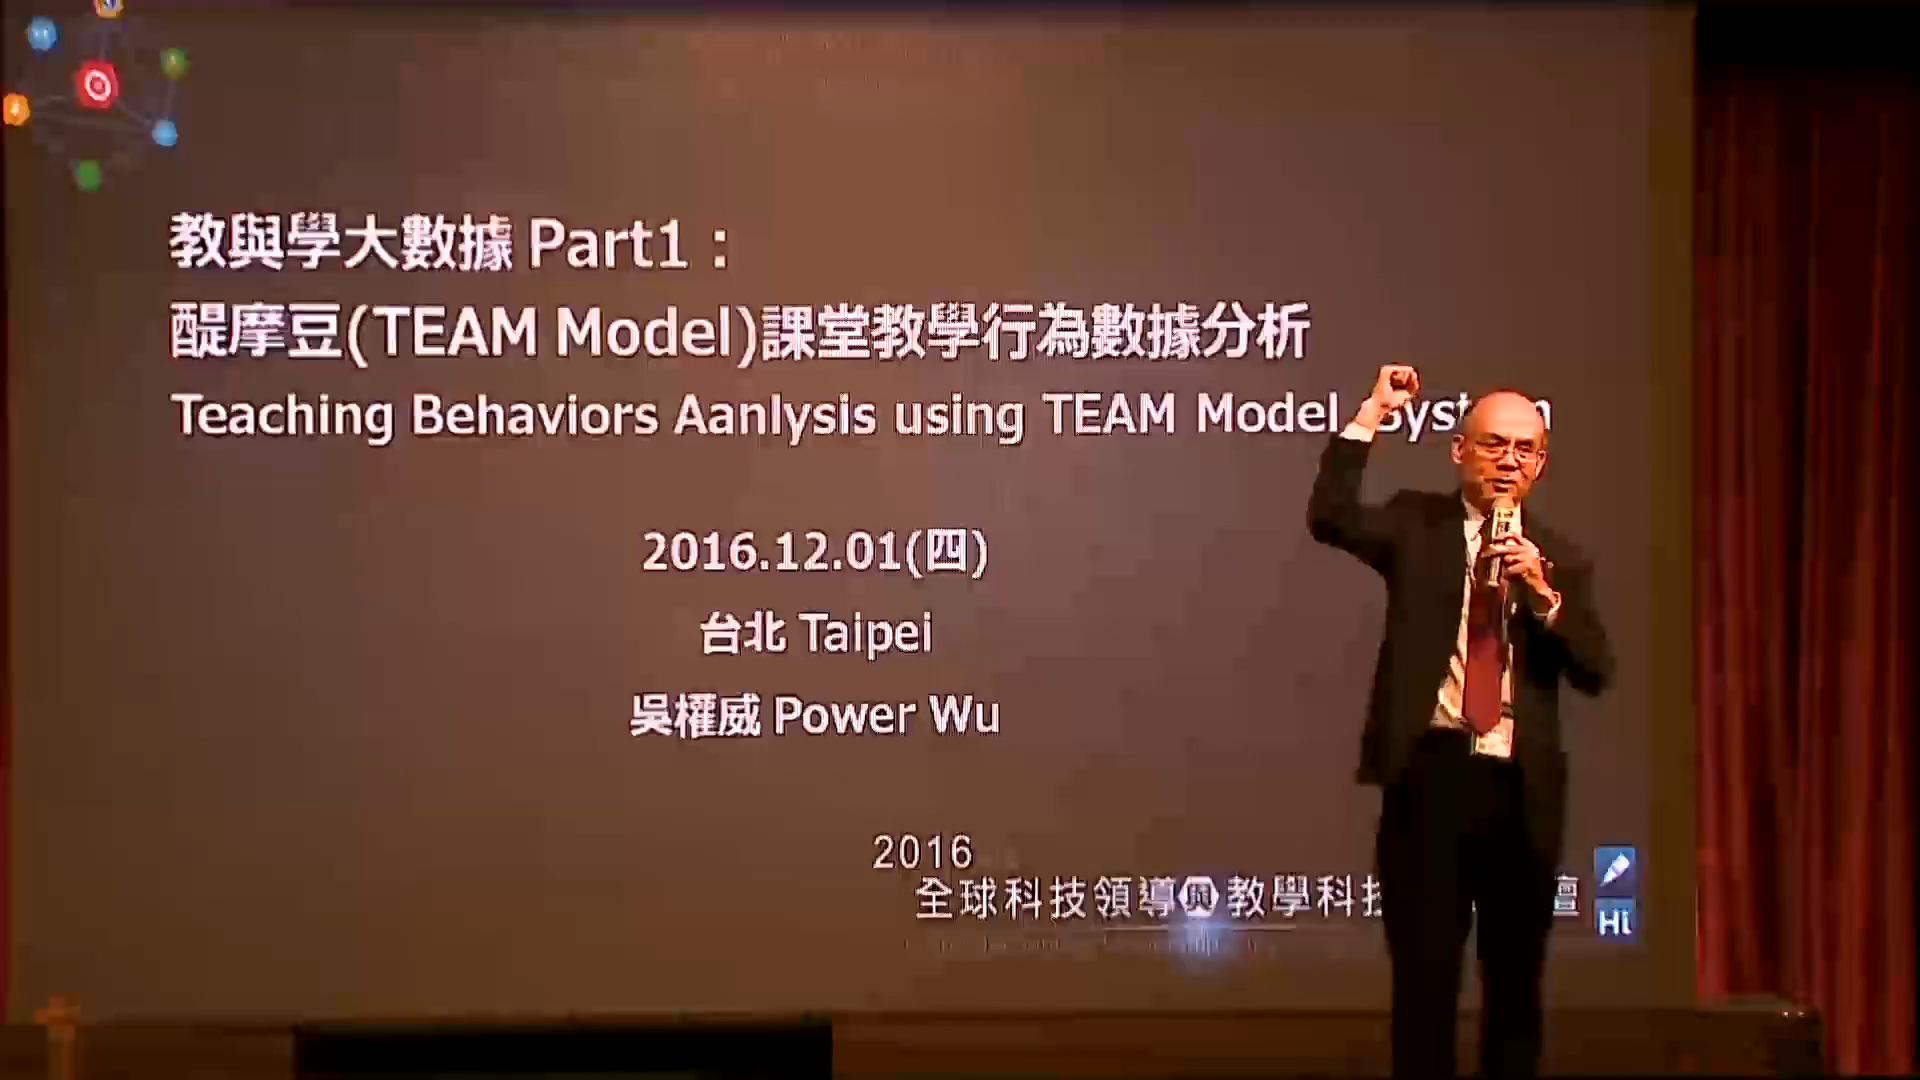 教與學大數據 Part1：
醍摩豆(TEAM Model)課堂教學行為數據分析
Teaching Behaviors Aanlysis using TEAM Model
2016.12.01(四)
台北 Taipei
吳權威 Power Wu
2016
全球科技領導與教學科技
Hi